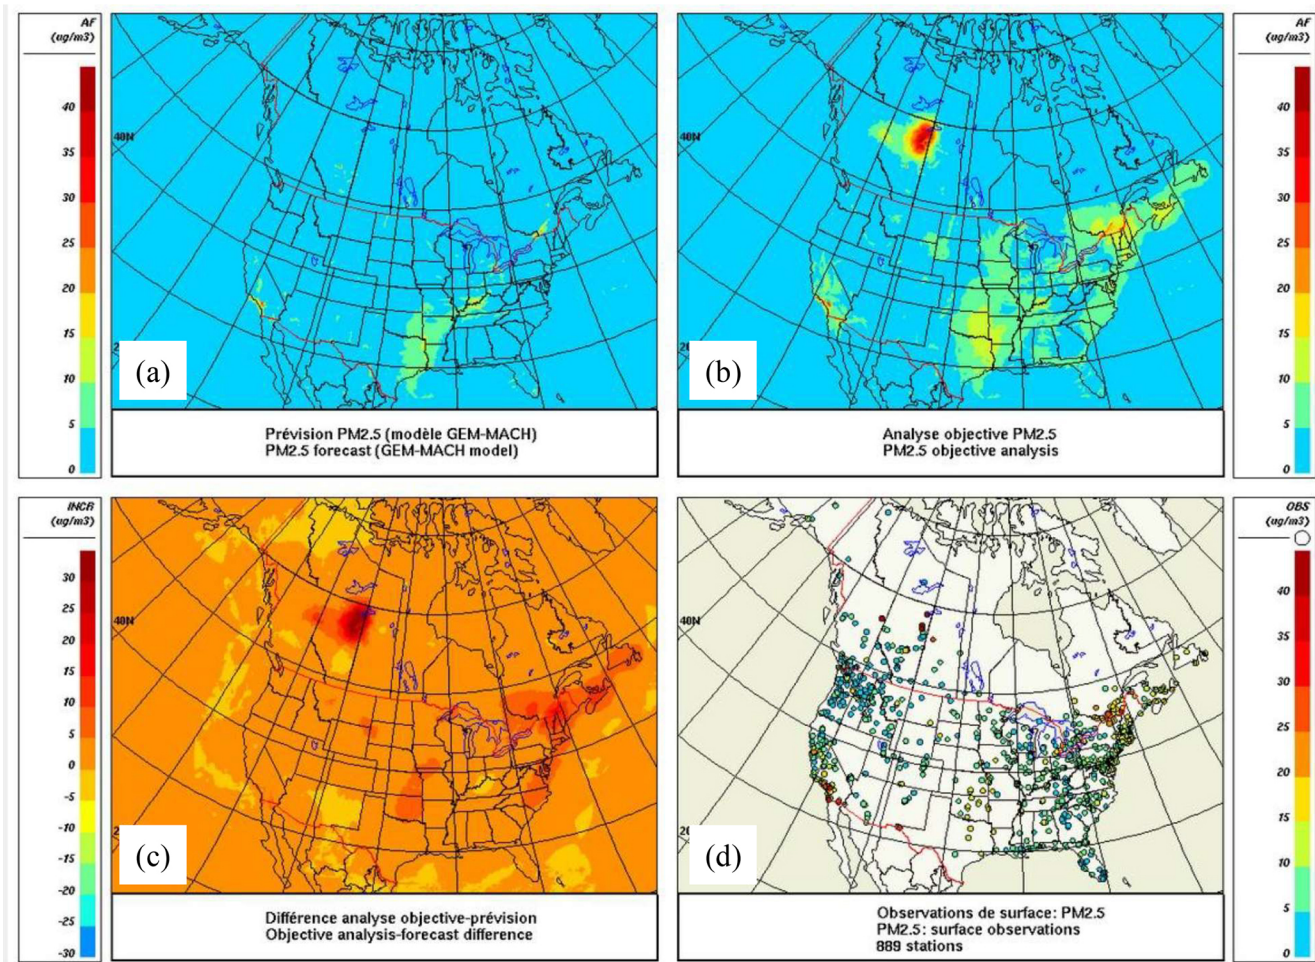 AF
(ug/m3)
40
35
30
25
20
15
10
5
0
40N
2
(a)
Prévision PM2.5 (modèle GEM-MACH)
PM2.5 forecast (GEM-MACH model)
40N
20
(b)
Analyse objective PM2.5
PM2.5 objective analysis
AF
(ug/m3)
40
35
30
25
20
15
10
5
0
INCR
(ug/m3)
30
25
20
15
10
5
0
-5
-10
-15
-20
-25
-30
40N
2
(c)
Différence analyse objective-prévision
Objective analysis-forecast difference
40N
20
(d)
Observations de surface: PM2.5
PM2.5: surface observations
889 stations
OBS
(ug/m3)
40
35
30
25
20
15
10
5
0